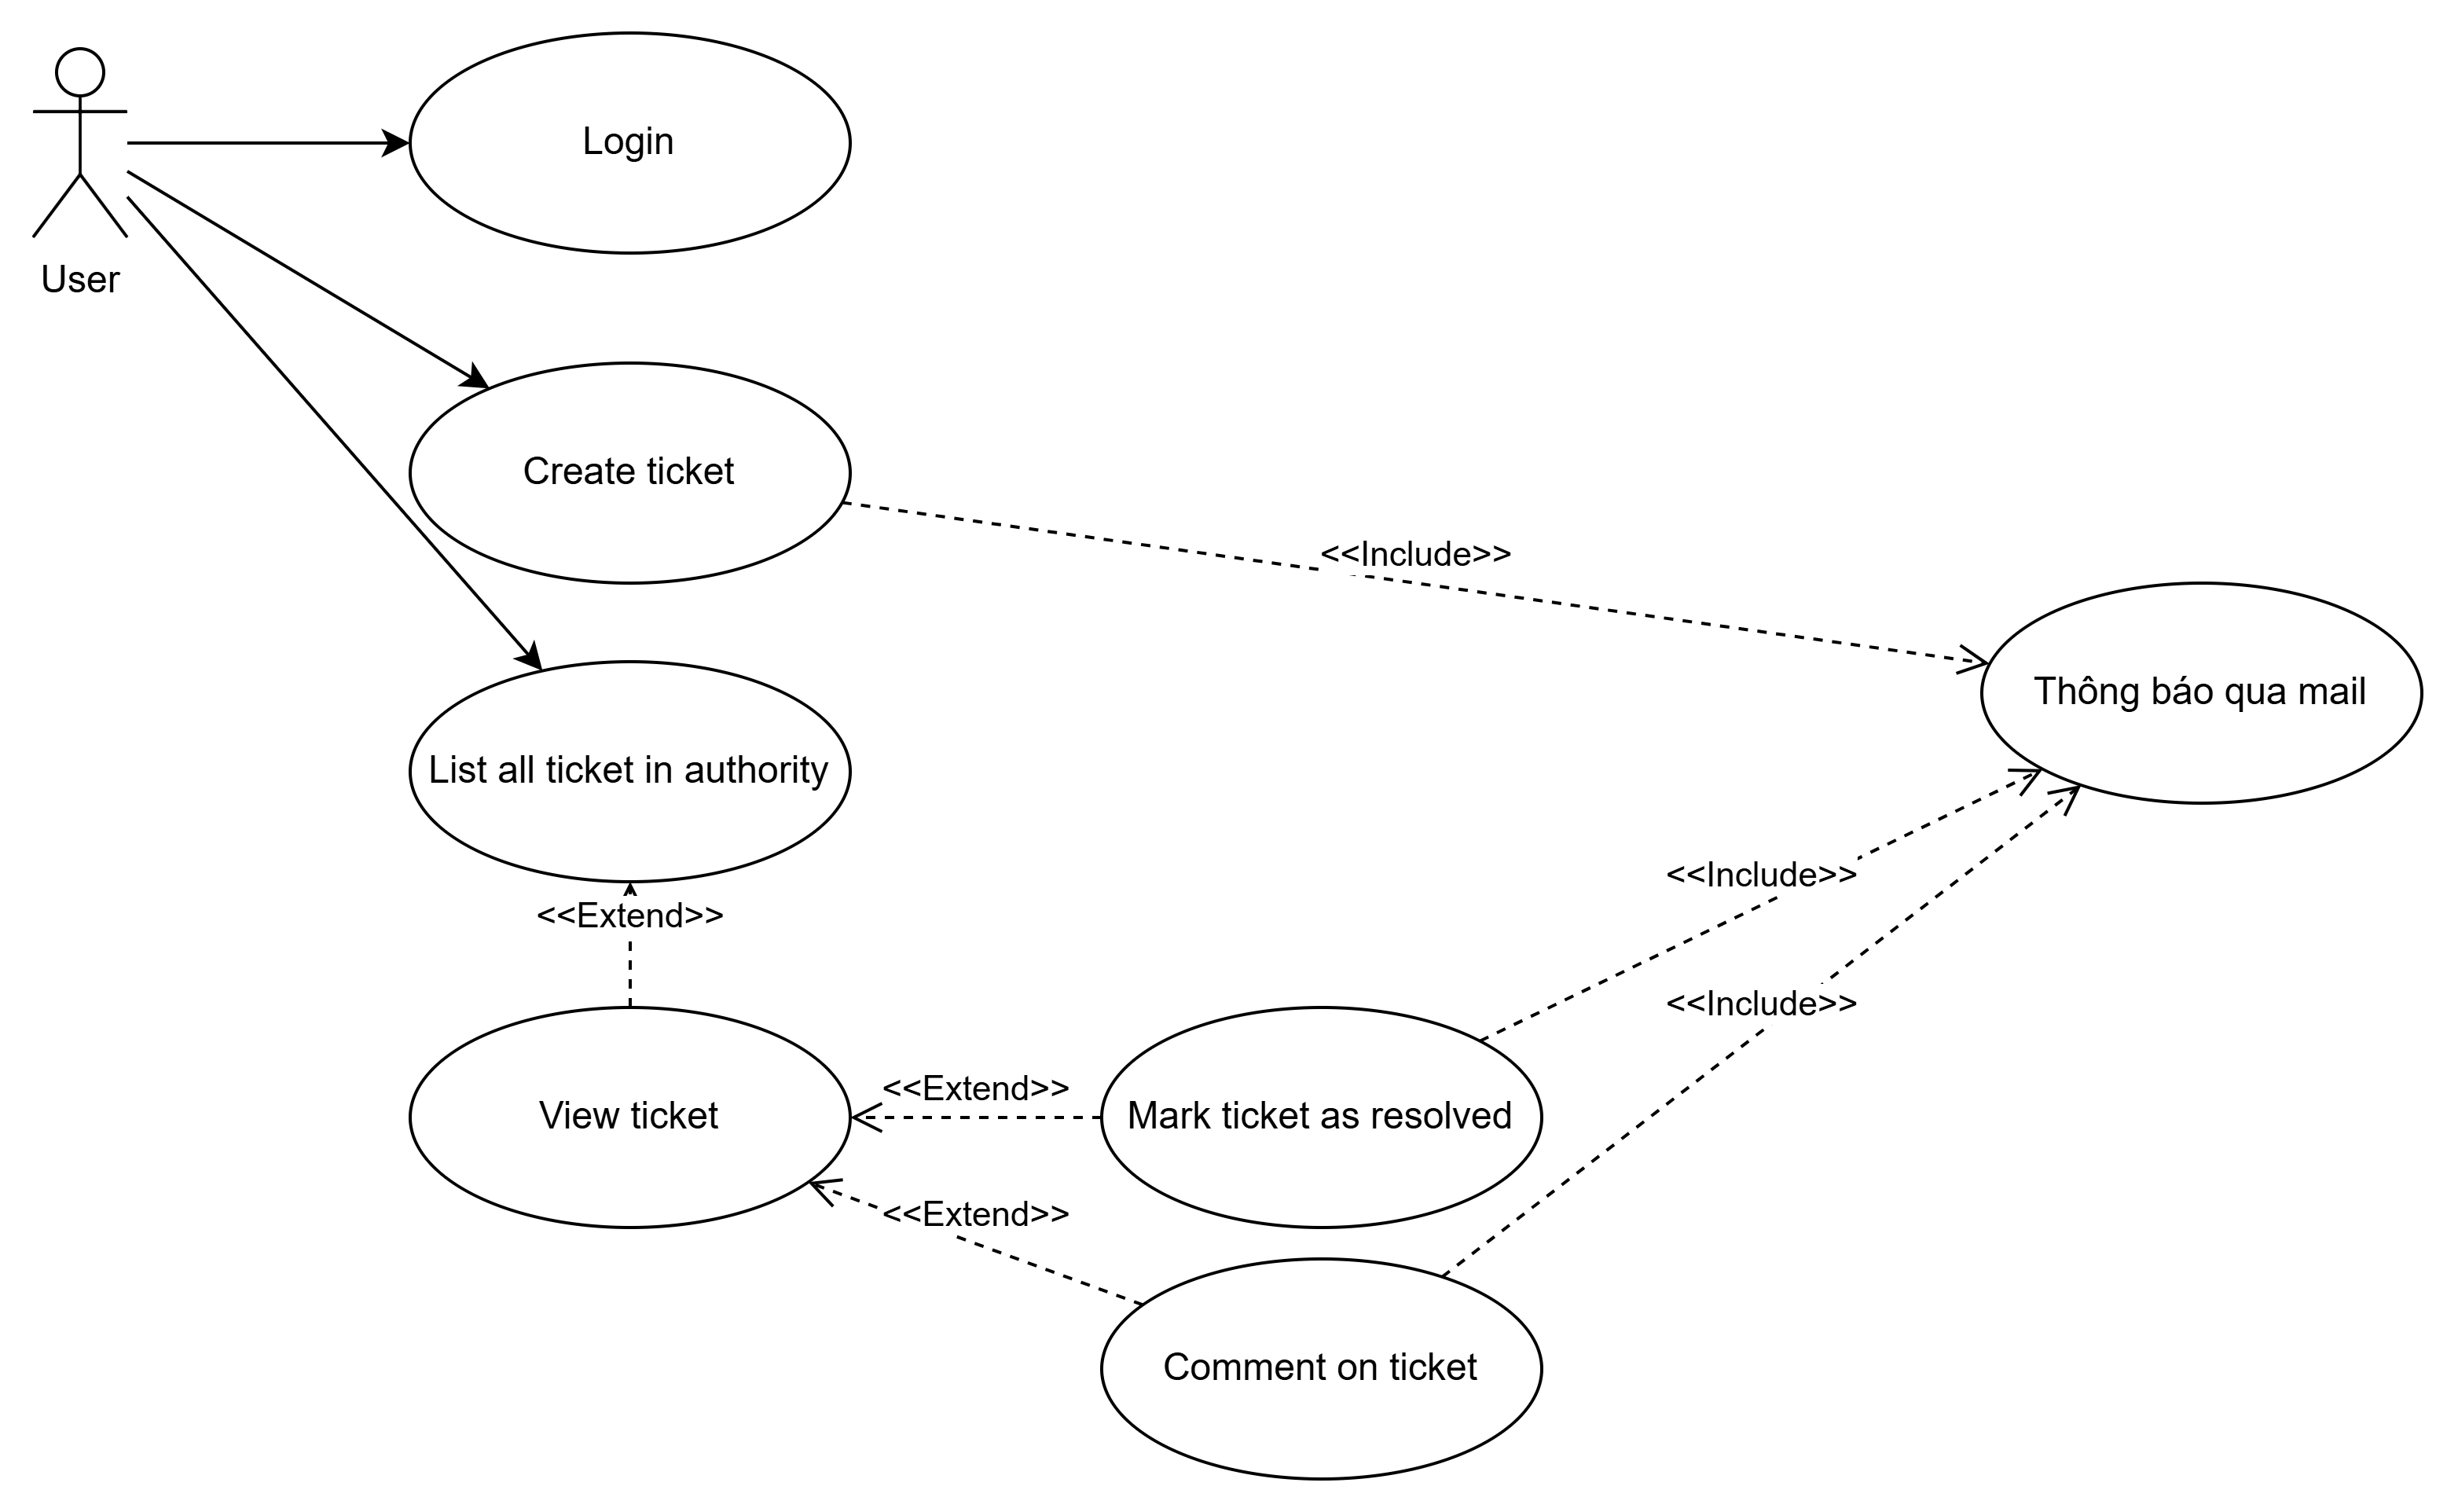 Login
User
Create ticket
<<Include>>
Thông báo qua mail
List all ticket in authority
<<Include>>
<<Extend>>
<<Include>>
<<Extend>>
View ticket
Mark ticket as resolved
<<Extend>>
Comment on ticket